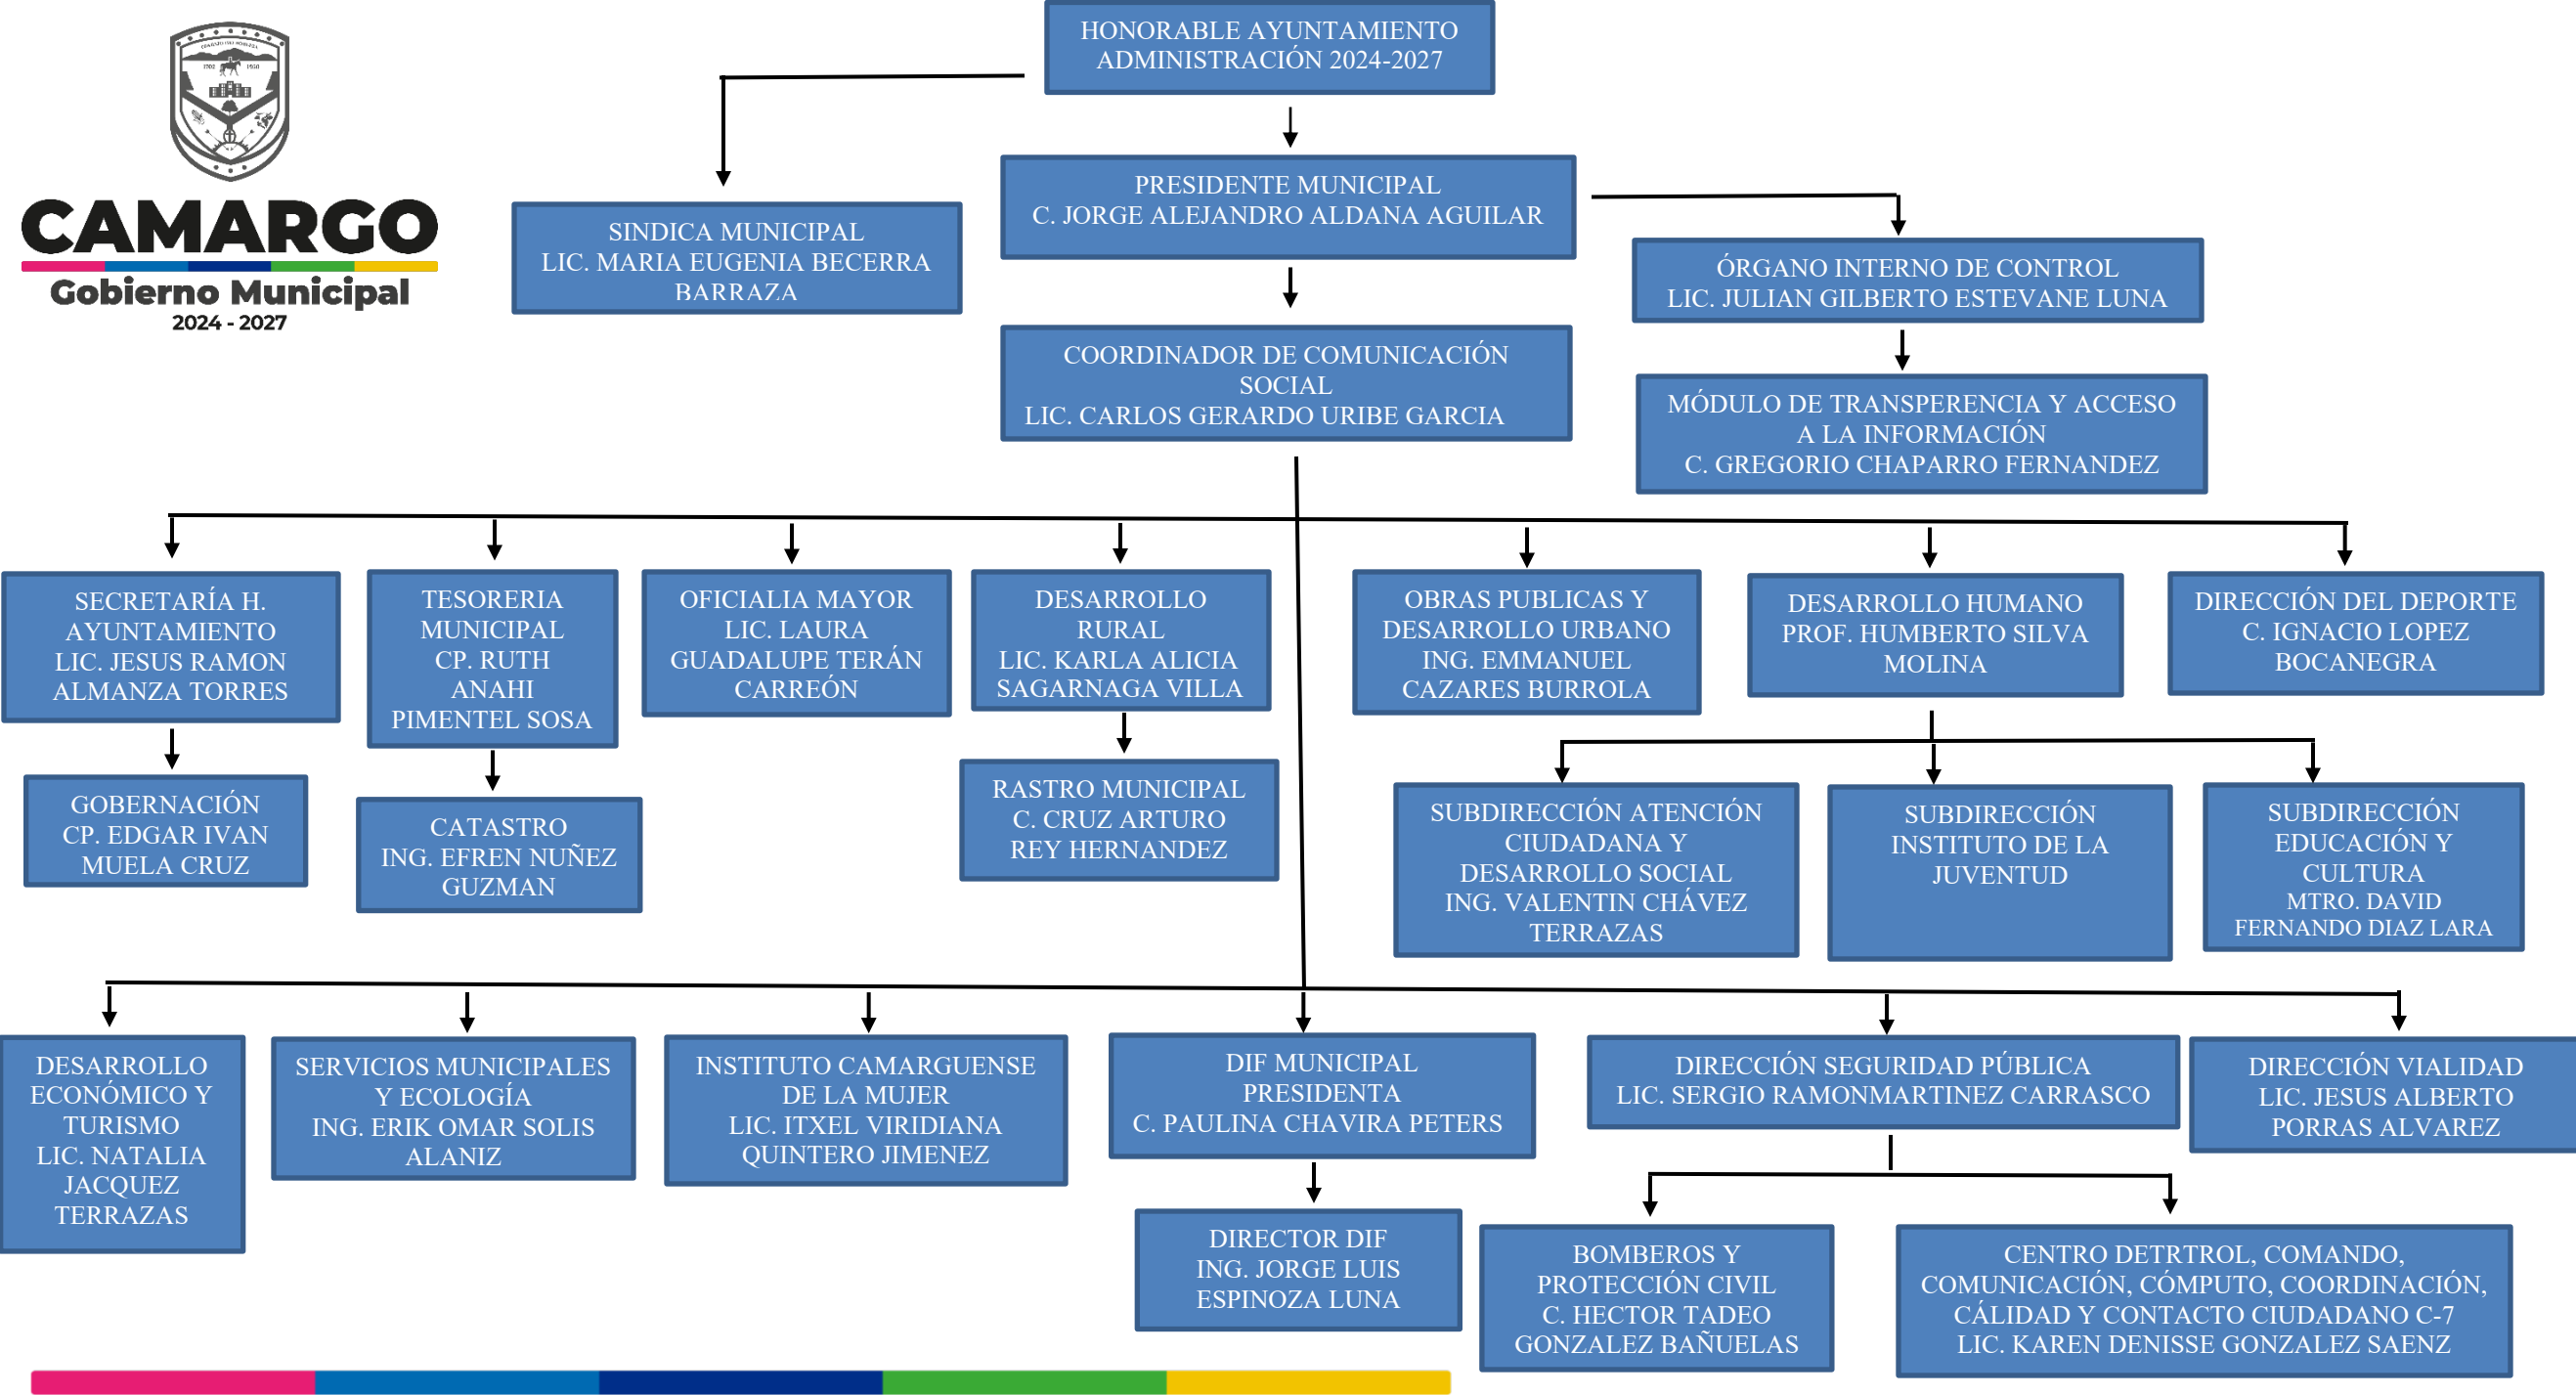 HONORABLE AYUNTAMIENTO
ADMINISTRACIÓN 2024-2027
CAMARGO
Gobierno Municipal
2024 - 2027
PRESIDENTE MUNICIPAL
C. JORGE ALEJANDRO ALDANA AGUILAR
SINDICA MUNICIPAL
LIC. MARIA EUGENIA BECERRA
BARRAZA
ÓRGANO INTERNO DE CONTROL
LIC. JULIAN GILBERTO ESTEVANE LUNA
COORDINADOR DE COMUNICACIÓN
SOCIAL
LIC. CARLOS GERARDO URIBE GARCIA
MÓDULO DE TRANSPERENCIA Y ACCESO
A LA INFORMACIÓN
C. GREGORIO CHAPARRO FERNANDEZ
SECRETARÍA H.
AYUNTAMIENTO
LIC. JESUS RAMON
ALMANZA TORRES
TESORERIA
MUNICIPAL
CP. RUTH
ANAHI
PIMENTEL SOSA
OFICIALIA MAYOR
LIC. LAURA
GUADALUPE TERÁN
CARREÓN
DESARROLLO
RURAL
LIC. KARLA ALICIA
SAGARNAGA VILLA
OBRAS PUBLICAS Y
DESARROLLO URBANO
ING. EMMANUEL
CAZARES BURROLA
DESARROLLO HUMANO
PROF. HUMBERTO SILVA
MOLINA
DIRECCIÓN DEL DEPORTE
C. IGNACIO LOPEZ
BOCANEGRA
GOBERNACIÓN
CP. EDGAR IVAN
MUELA CRUZ
CATASTRO
ING. EFREN NUÑEZ
GUZMAN
RASTRO MUNICIPAL
C. CRUZ ARTURO
REY HERNANDEZ
SUBDIRECCIÓN ATENCIÓN
CIUDADANA Y
DESARROLLO SOCIAL
ING. VALENTIN CHÁVEZ
TERRAZAS
SUBDIRECCIÓN
INSTITUTO DE LA
JUVENTUD
SUBDIRECCIÓN
EDUCACIÓN Y
CULTURA
MTRO. DAVID
FERNANDO DIAZ LARA
DESARROLLO
ECONÓMICO Y
TURISMO
LIC. NATALIA
JACQUEZ
TERRAZAS
SERVICIOS MUNICIPALES
Y ECOLOGÍA
ING. ERIK OMAR SOLIS
ALANIZ
INSTITUTO CAMARGUENSE
DE LA MUJER
LIC. ITXEL VIRIDIANA
QUINTERO JIMENEZ
DIF MUNICIPAL
PRESIDENTA
C. PAULINA CHAVIRA PETERS
DIRECCIÓN SEGURIDAD PÚBLICA
LIC. SERGIO RAMONMARTINEZ CARRASCO
DIRECCIÓN VIALIDAD
LIC. JESUS ALBERTO
PORRAS ALVAREZ
DIRECTOR DIF
ING. JORGE LUIS
ESPINOZA LUNA
BOMBEROS Y
PROTECCIÓN CIVIL
C. HECTOR TADEO
GONZALEZ BAÑUELAS
CENTRO DETRTROL, COMANDO,
COMUNICACIÓN, CÓMPUTO, COORDINACIÓN,
CÁLIDAD Y CONTACTO CIUDADANO C-7
LIC. KAREN DENISSE GONZALEZ SAENZ